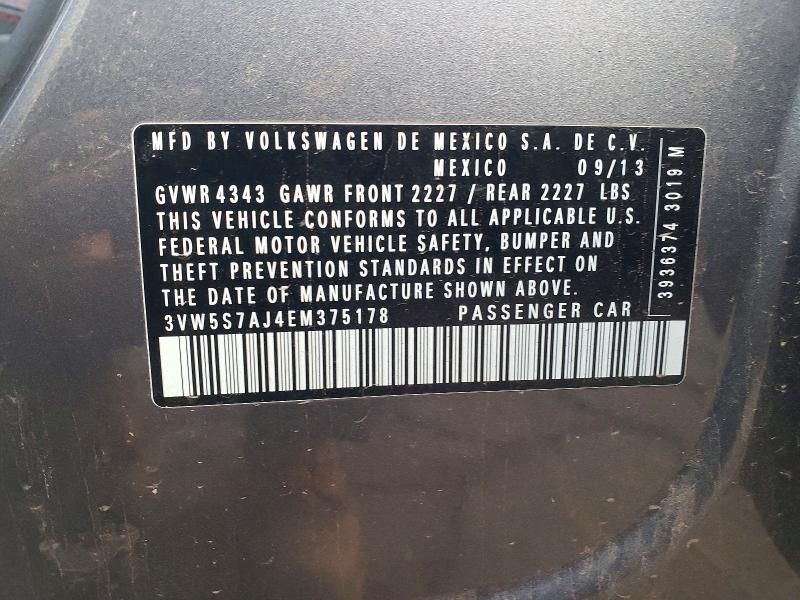 MFD BY VOLKSWAGEN DE MEXICO S.A. DE C.V.
MEXICO 09/13
GVWR 4343 GAWR FRONT 2227 / REAR 2227 LBS
THIS VEHICLE CONFORMS TO ALL APPLICABLE U.S.
FEDERAL MOTOR VEHICLE SAFETY, BUMPER AND
THEFT PREVENTION STANDARDS IN EFFECT ON
THE DATE OF MANUFACTURE SHOWN ABOVE.
3VW5S7AJ4EM375178 PASSENGER CAR
3936374 3019 M